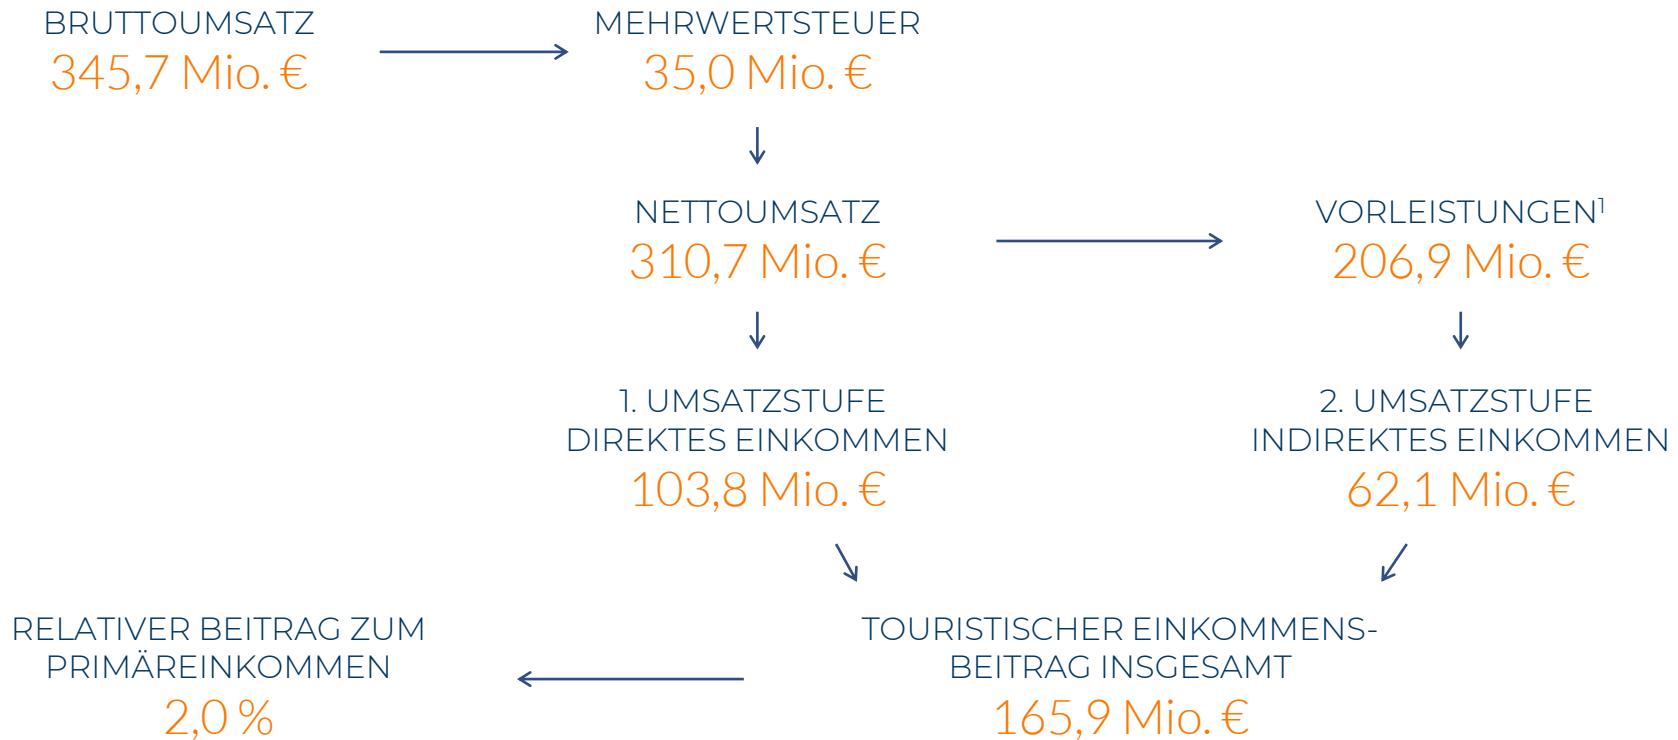 BRUTTOUMSATZ
345,7 Mio. €
MEHRWERTSTEUER
35,0 Mio. €
NETTOUMSATZ
310,7 Mio. €
VORLEISTUNGEN¹
206,9 Mio. €
1. UMSATZSTUFE
DIREKTES EINKOMMEN
103,8 Mio. €
2. UMSATZSTUFE
INDIREKTES EINKOMMEN
62,1 Mio. €
RELATIVER BEITRAG ZUM
PRIMÄREINKOMMEN
2,0 %
TOURISTISCHER EINKOMMENS-
BEITRAG INSGESAMT
165,9 Mio. €